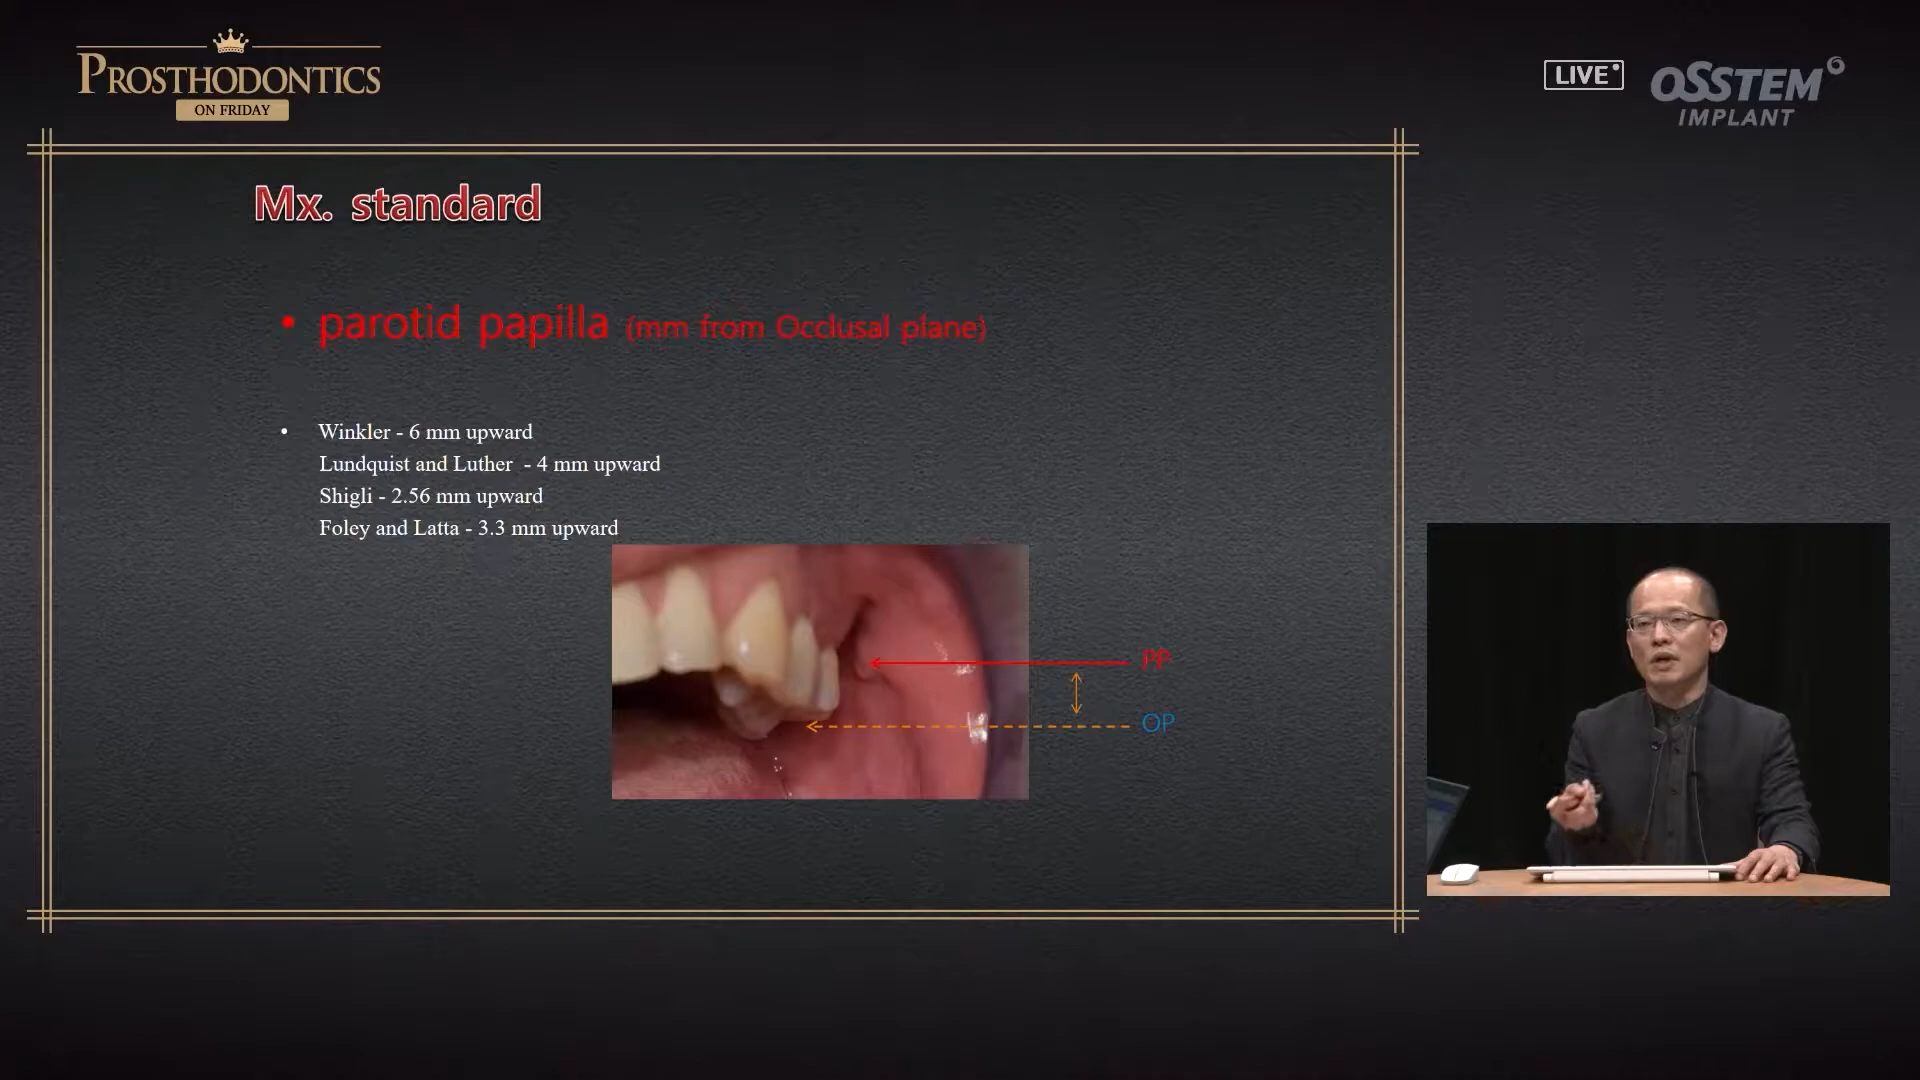 PROSTHODONTICS
ON FRIDAY
LIVE
OSSTEM
IMPLANT
Mx. standard
• parotid papilla (mm from Occlusal plane)
• Winkler - 6 mm upward
Lundquist and Luther - 4 mm upward
Shigli - 2.56 mm upward
Foley and Latta - 3.3 mm upward
PP
OP